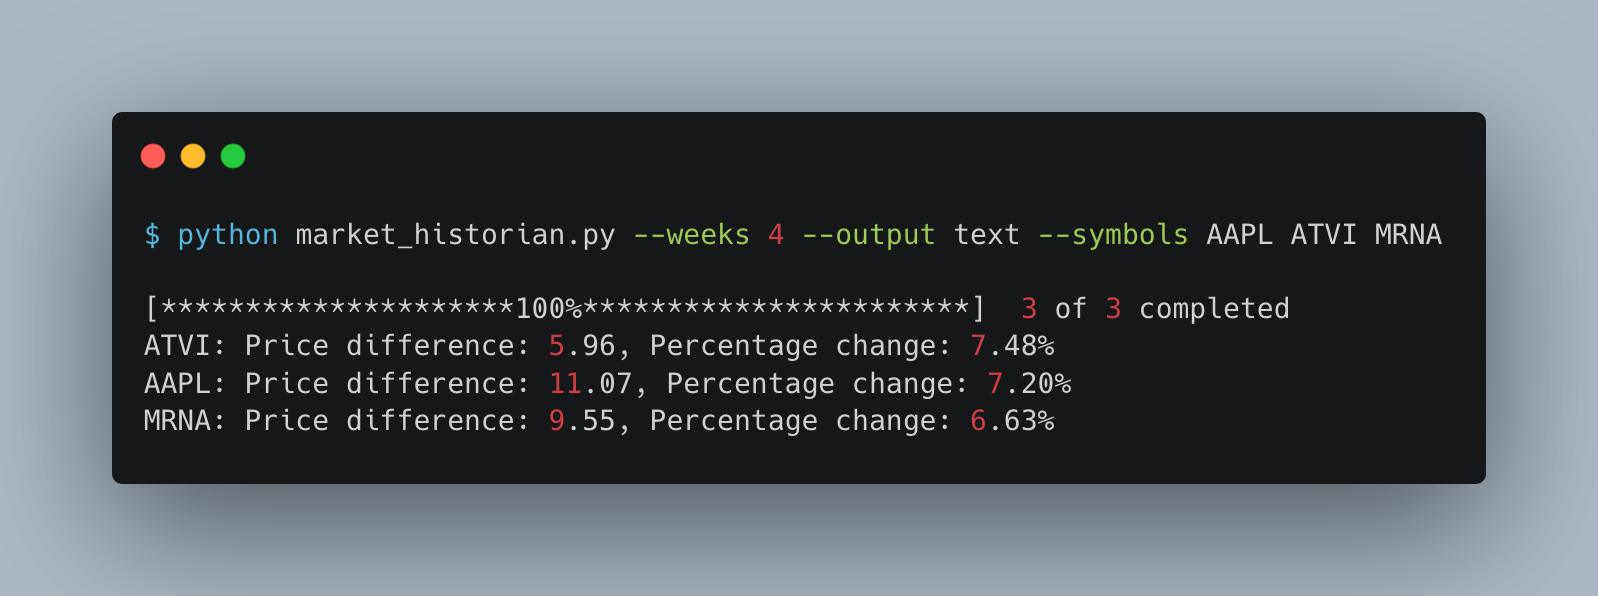 $ python market_historian.py --weeks 4 --output text --symbols AAPL ATVI MRNA
[*********************100%***********************]  3 of 3 completed
ATVI: Price difference: 5.96, Percentage change: 7.48%
AAPL: Price difference: 11.07, Percentage change: 7.20%
MRNA: Price difference: 9.55, Percentage change: 6.63%